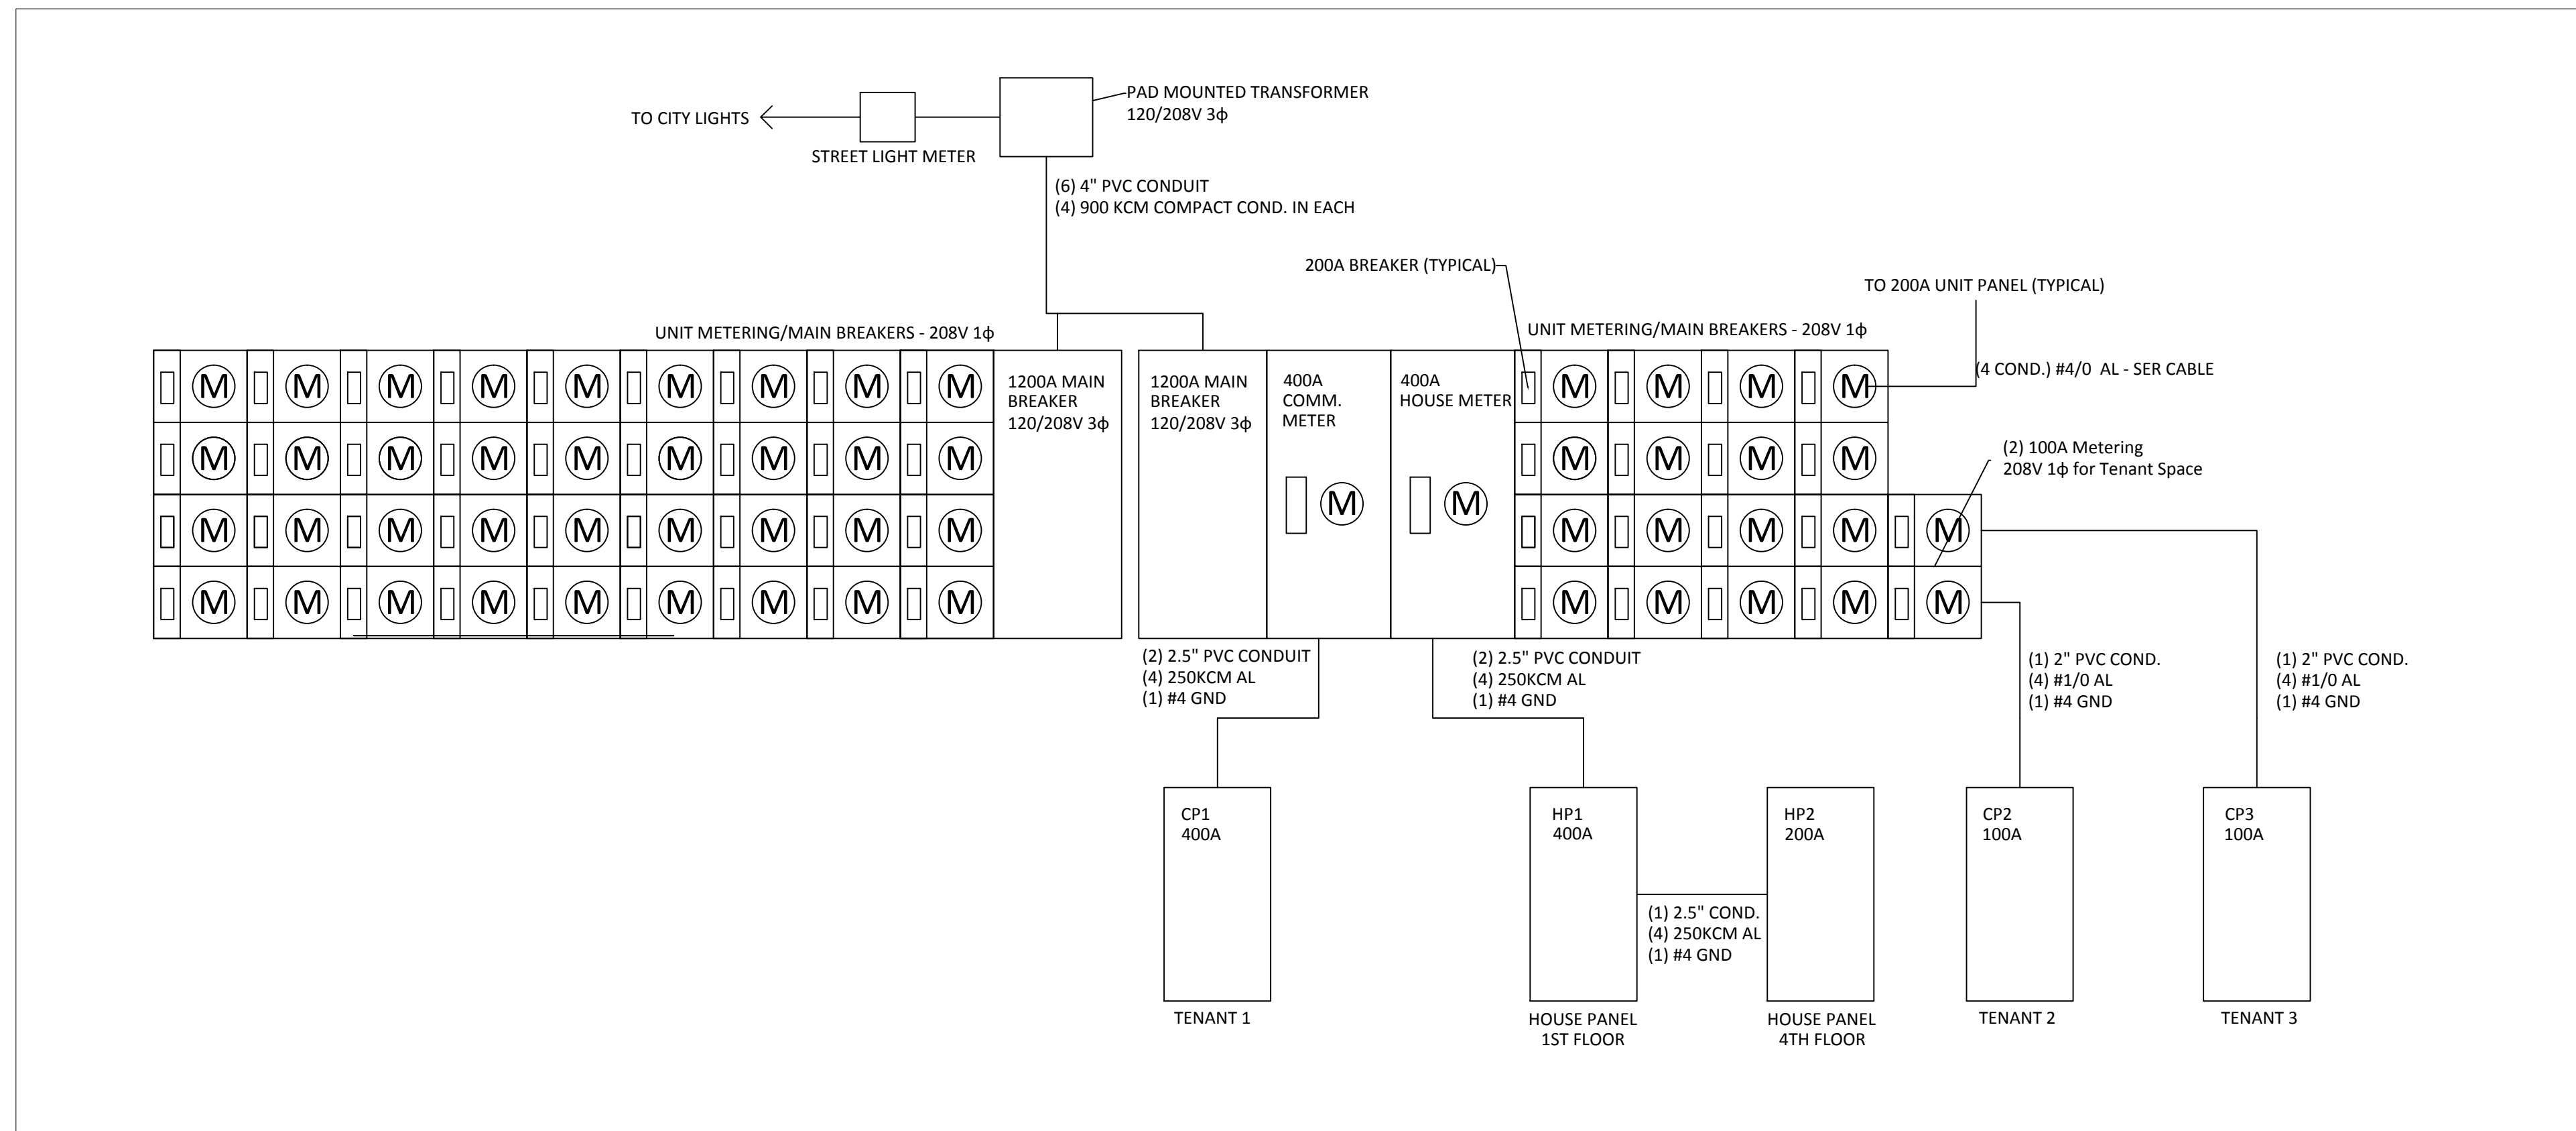 PAD MOUNTED TRANSFORMER
120/208V 3ϕ
TO CITY LIGHTS
STREET LIGHT METER
(6) 4" PVC CONDUIT
(4) 900 KCM COMPACT COND. IN EACH
200A BREAKER (TYPICAL)
TO 200A UNIT PANEL (TYPICAL)
UNIT METERING/MAIN BREAKERS - 208V 1ϕ
UNIT METERING/MAIN BREAKERS - 208V 1ϕ
(4 COND.) #4/0 AL - SER CABLE
M M M M M M M M M
M M M M M M M M M
M M M M M M M M M
M M M M M M M M M
1200A MAIN
BREAKER
120/208V 3ϕ
1200A MAIN
BREAKER
120/208V 3ϕ
400A
COMM.
METER
M
400A
HOUSE METER
M
M M M M
M M M M
M M M M M
M M M M M
(2) 100A Metering
208V 1ϕ for Tenant Space
(2) 2.5" PVC CONDUIT
(4) 250KCM AL
(1) #4 GND
(2) 2.5" PVC CONDUIT
(4) 250KCM AL
(1) #4 GND
(1) 2" PVC COND.
(4) #1/0 AL
(1) #4 GND
(1) 2" PVC COND.
(4) #1/0 AL
(1) #4 GND
CP1
400A
HP1
400A
HP2
200A
CP2
100A
CP3
100A
(1) 2.5" COND.
(4) 250KCM AL
(1) #4 GND
TENANT 1
HOUSE PANEL
1ST FLOOR
HOUSE PANEL
4TH FLOOR
TENANT 2
TENANT 3